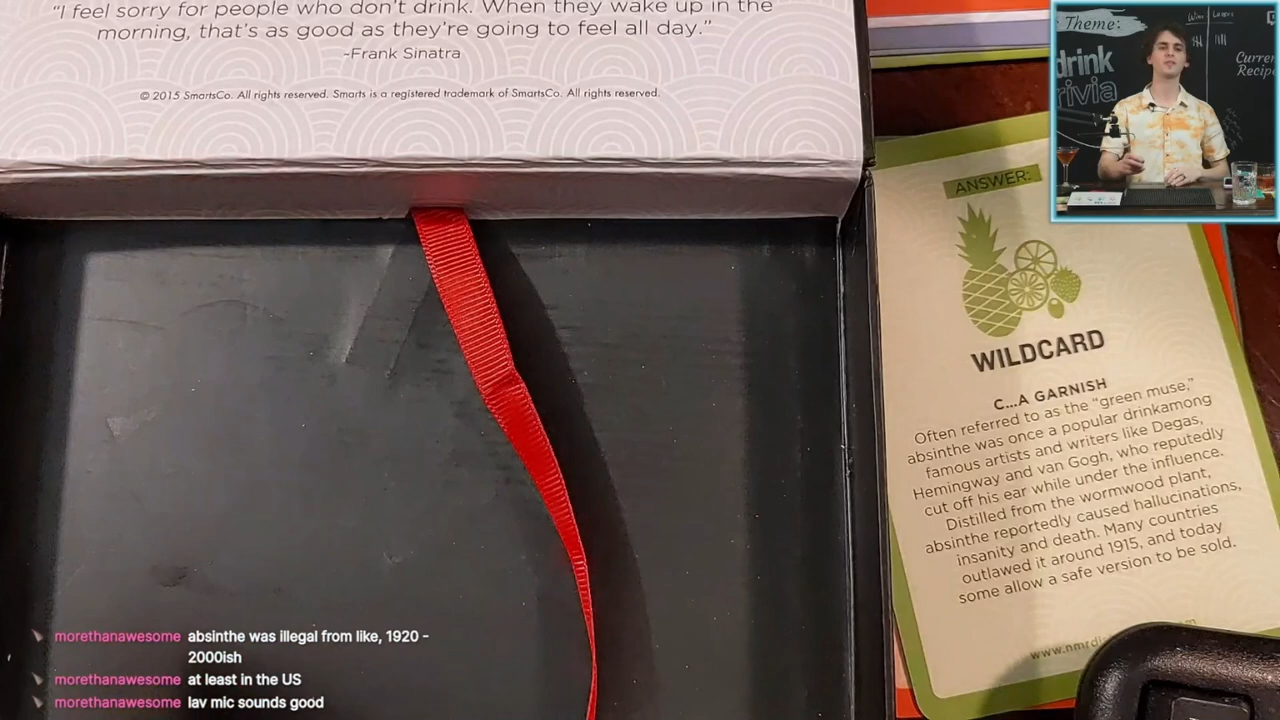 “I feel sorry for people who don’t drink. When they wake up in the
morning, that’s as good as they’re going to feel all day.”
~Frank Sinatra
© 2015 SmartsCo. All rights reserved. Smarts is a registered trademark of SmartsCo. All rights reserved.
Theme:
Wins
drink
trivia
ANSWER:
WILDCARD
C...A GARNISH
Often referred to as the “green muse,”
absinthe was once a popular drinkamong
famous artists and writers like Degas,
Hemingway and van Gogh, who reputedly
cut off his ear while under the influence.
Distilled from the wormwood plant,
absinthe reportedly caused hallucinations,
insanity and death. Many countries
outlawed it around 1915, and today
some allow a safe version to be sold.
morethanawesome absinthe was illegal from like, 1920 -
2000ish
morethanawesome at least in the US
morethanawesome lav mic sounds good